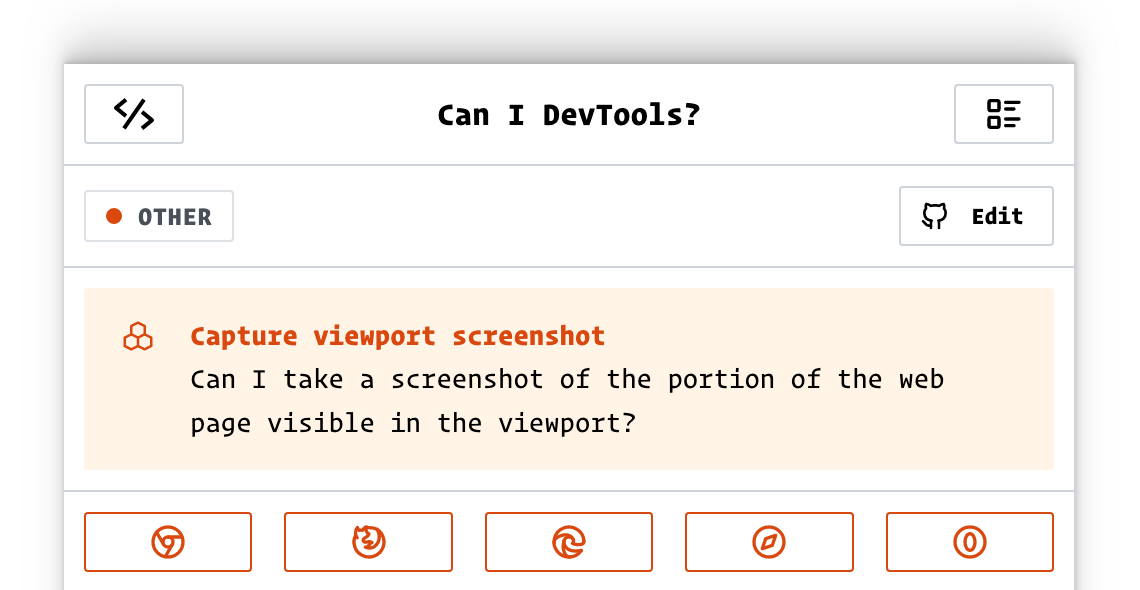 Can I DevTools?
OTHER
Edit
Capture viewport screenshot
Can I take a screenshot of the portion of the web
page visible in the viewport?